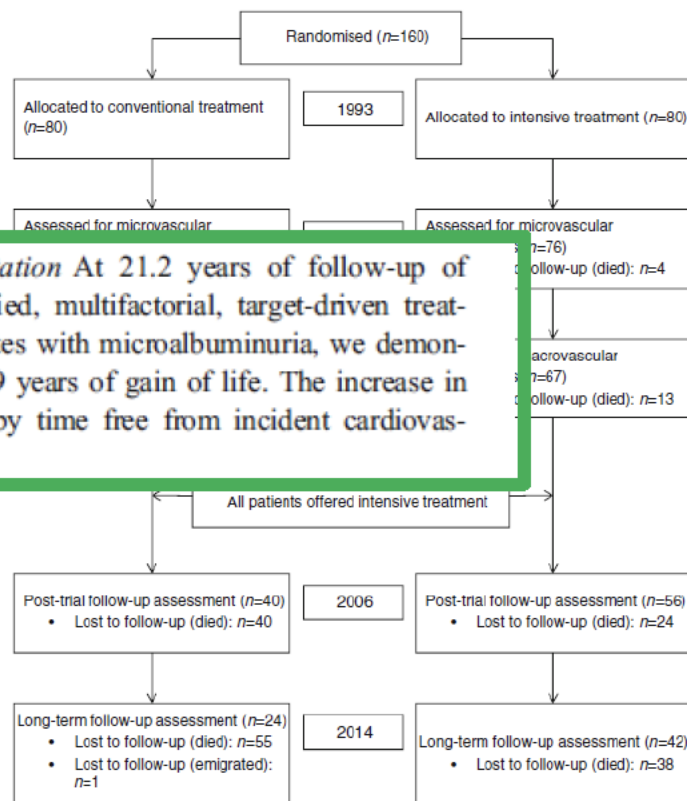 Randomised (n=160)
Allocated to conventional treatment
(n=80)
1993
Allocated to intensive treatment (n=80)
Assessed for microvascular
Assessed for microvascular
n=76)
ollow-up (died): n=4
ation At 21.2 years of follow-up of
ied, multifactorial, target-driven treat-
tes with microalbuminuria, we demon-
9 years of gain of life. The increase in
by time free from incident cardiovas-
acrovascular
n=67)
ollow-up (died): n=13
All patients offered intensive treatment
Post-trial follow-up assessment (n=40)
• Lost to follow-up (died): n=40
2006
Post-trial follow-up assessment (n=56)
• Lost to follow-up (died): n=24
Long-term follow-up assessment (n=24)
• Lost to follow-up (died): n=55
• Lost to follow-up (emigrated):
n=1
2014
Long-term follow-up assessment (n=42)
• Lost to follow-up (died): n=38